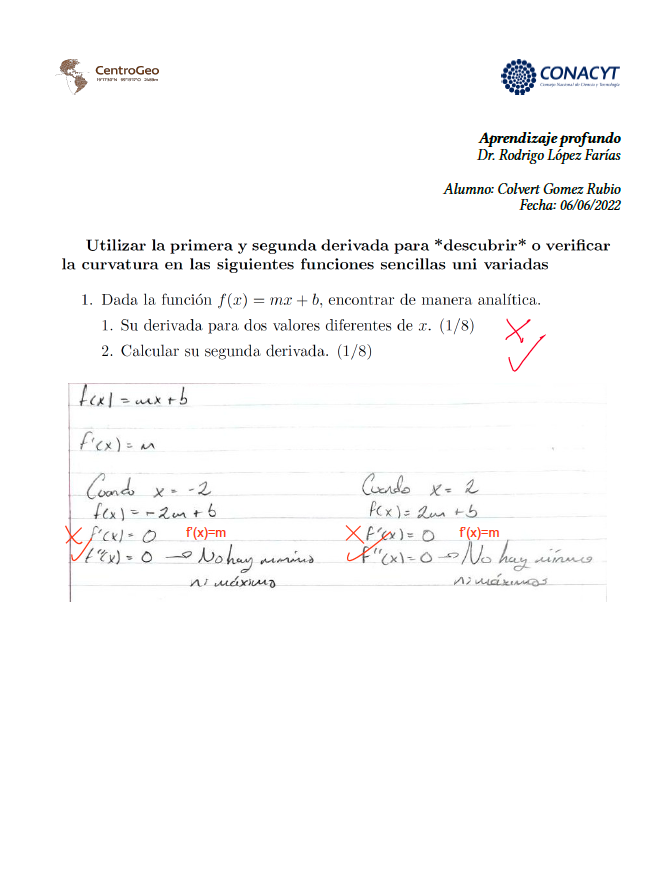 CentroGeo
CONACYT
Consejo Nacional de Ciencia y Tecnología
Aprendizaje profundo
Dr. Rodrigo López Farías
Alumno: Colvert Gomez Rubio
Fecha: 06/06/2022
Utilizar la primera y segunda derivada para *descubrir* o verificar
la curvatura en las siguientes funciones sencillas uni variadas
1. Dada la función f(x) = mx + b, encontrar de manera analítica.
1. Su derivada para dos valores diferentes de x. (1/8)
2. Calcular su segunda derivada. (1/8)
f(x) = mx + b
f'(x) = m
Cuando x = -2
f(x) = -2m + b
f'(x) = 0 f'(x)=m
f''(x) = 0 → No hay mínimo
ni máximo
Cuando x = 2
f(x) = 2m + b
f'(x) = 0 f'(x)=m
f''(x) = 0 → No hay
ni máximos